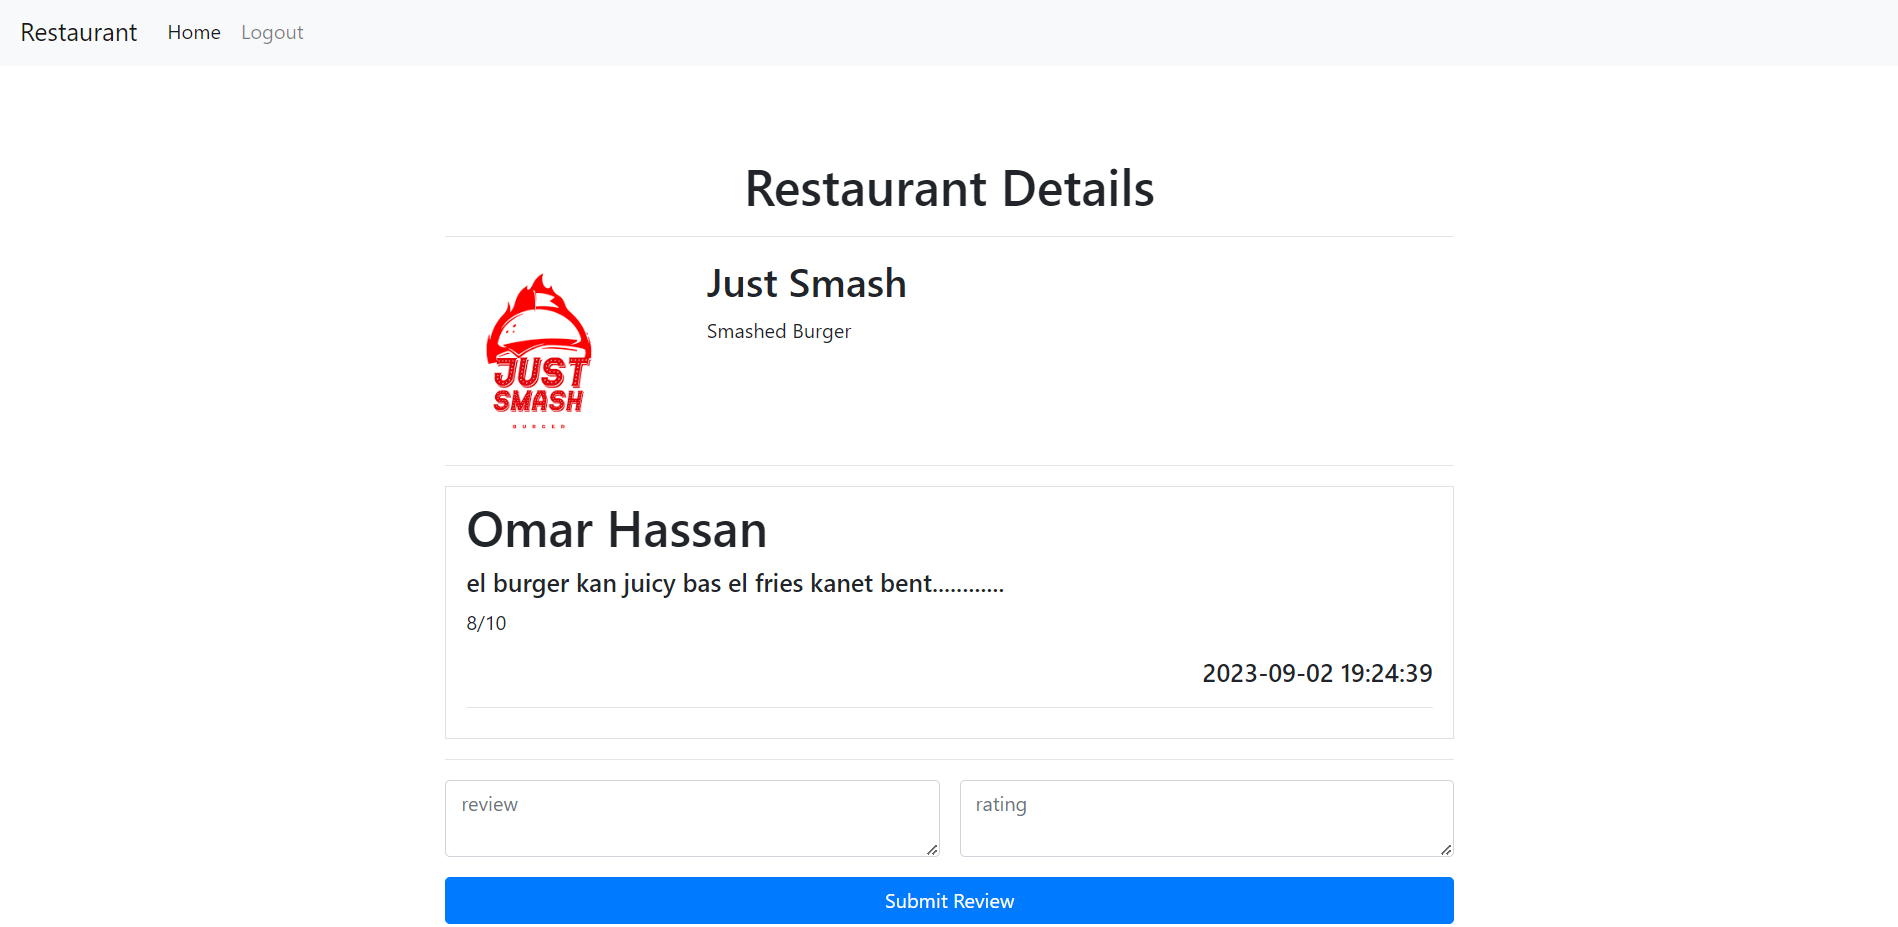 Restaurant Home Logout
Restaurant Details
JUST
SMASH
BURGER
Just Smash
Smashed Burger
Omar Hassan
el burger kan juicy bas el fries kanet bent............
8/10
2023-09-02 19:24:39
review rating
Submit Review